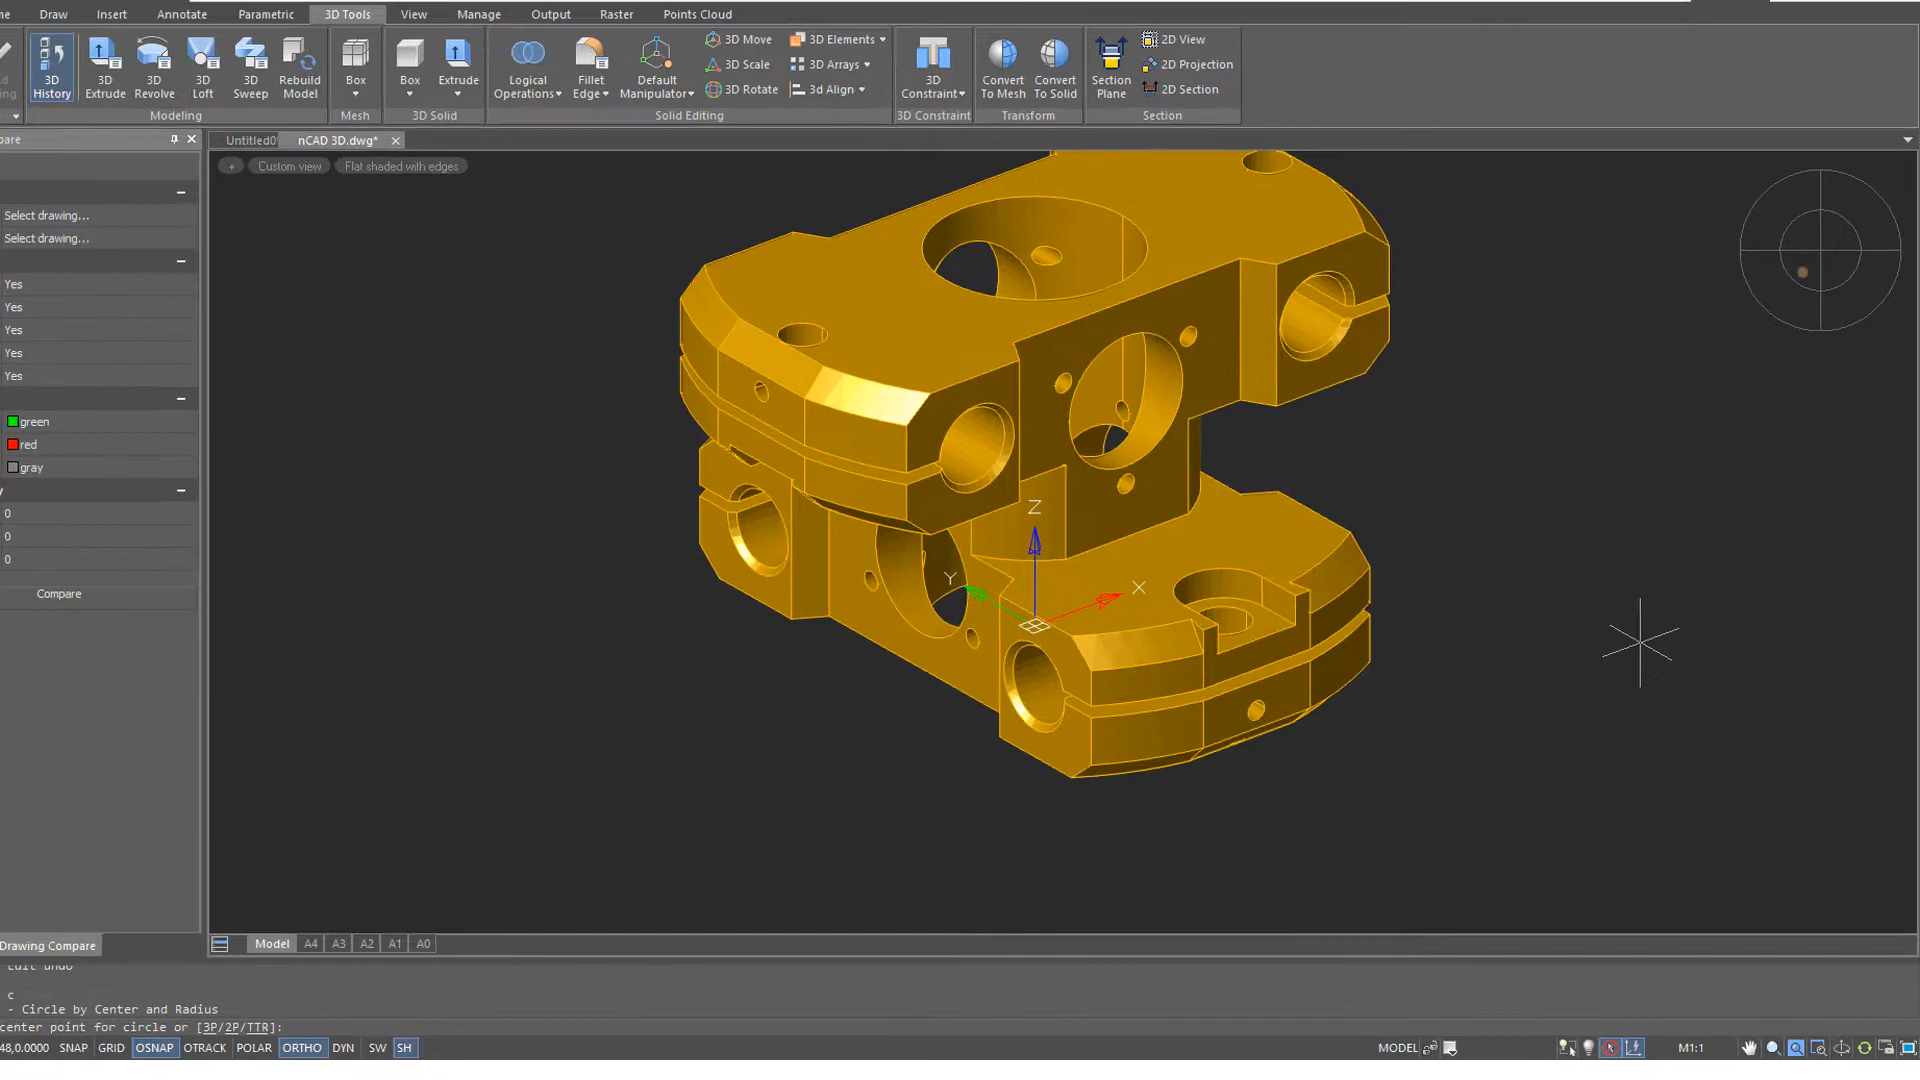 Draw Insert Annotate Parametric 3D Tools View Manage Output Raster Points Cloud
3D History
3D Extrude
3D Revolve
3D Loft
3D Sweep
Rebuild Model
Modeling
Box
Mesh
Box
Extrude
3D Solid
Logical Operations
Fillet Edge
Default Manipulator
3D Move
3D Scale
3D Rotate
3D Elements
3D Arrays
3d Align
Solid Editing
3D Constraint
3D Constraint
Convert To Mesh
Convert To Solid
Transform
Section Plane
2D View
2D Projection
2D Section
Section
pare
Untitled0 nCAD 3D.dwg*
+ Custom view Flat shaded with edges
Select drawing...
Select drawing...
Yes
Yes
Yes
Yes
Yes
green
red
gray
y
0
0
0
Compare
Z
Y
X
Drawing Compare
Model A4 A3 A2 A1 A0
Edit undo
c
- Circle by Center and Radius
center point for circle or [3P/2P/TTR]:
48,0.0000 SNAP GRID OSNAP OTRACK POLAR ORTHO DYN SW SH MODEL M1:1